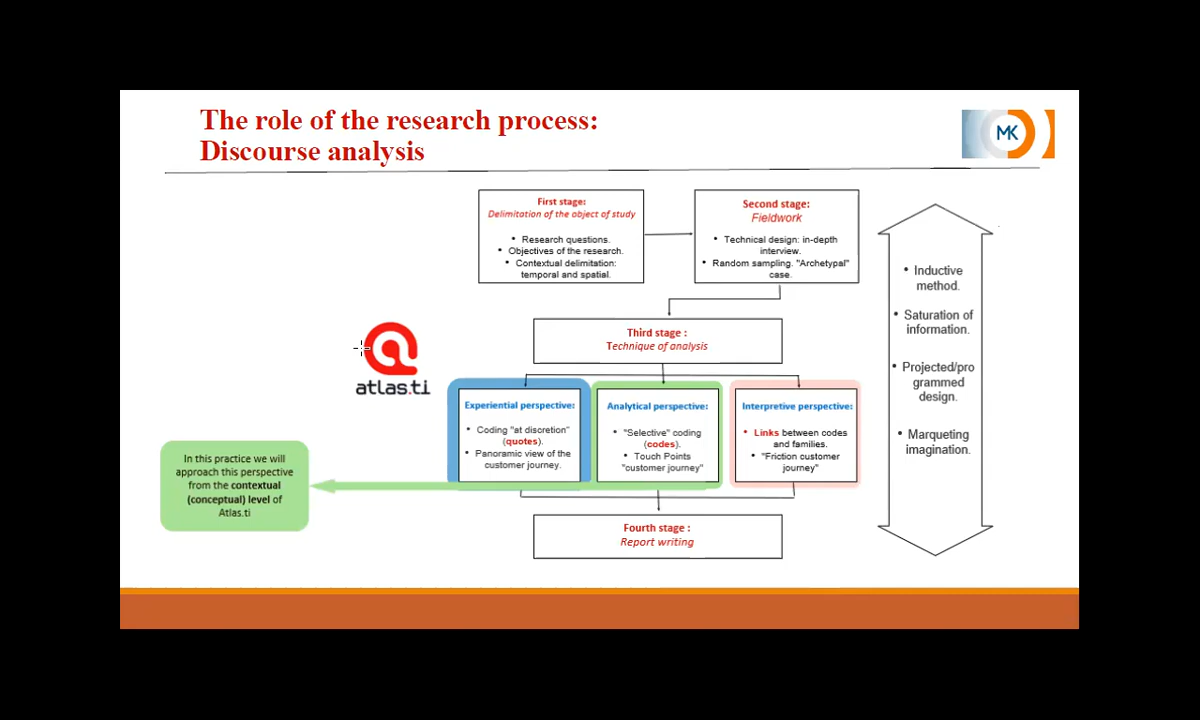 The role of the research process:
Discourse analysis
MK
First stage:
Delimitation of the object of study
• Research questions.
• Objectives of the research.
• Contextual delimitation:
temporal and spatial.
Second stage:
Fieldwork
• Technical design: in-depth
interview.
• Random sampling. "Archetypal"
case.
Third stage :
Technique of analysis
atlas.ti
Experiential perspective:
• Coding "at discretion"
(quotes).
• Panoramic view of the
customer journey.
Analytical perspective:
• "Selective" coding
(codes).
• Touch Points
"customer journey"
Interpretive perspective:
• Links between codes
and families.
• "Friction customer
journey"
In this practice we will
approach this perspective
from the contextual
(conceptual) level of
Atlas.ti
Fourth stage :
Report writing
• Inductive
method.
• Saturation of
information.
• Projected/pro
grammed
design.
• Marqueting
imagination.